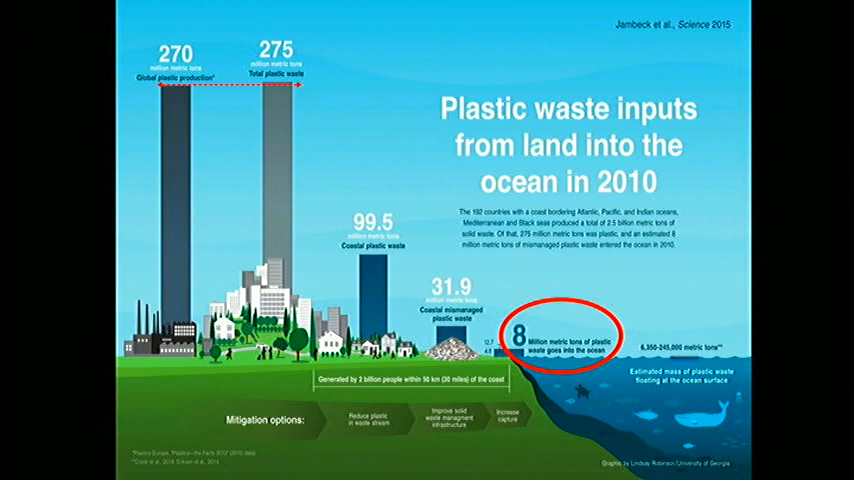 Jambeck et al., Science 2015
270
million metric tons
Global plastic production*
275
million metric tons
Total plastic waste
Plastic waste inputs
from land into the
ocean in 2010
The 192 countries with a coast bordering Atlantic, Pacific, and Indian oceans,
Mediterranean and Black seas produced a total of 2.5 billion metric tons of
solid waste. Of that, 275 million metric tons was plastic, and an estimated 8
million metric tons of mismanaged plastic waste entered the ocean in 2010.
99.5
million metric tons
Coastal plastic waste
31.9
million metric tons
Coastal mismanaged
plastic waste
12.7
4.8
8
Million metric tons of plastic
waste goes into the ocean
6,350-245,000 metric tons**
Estimated mass of plastic waste
floating at the ocean surface
Generated by 2 billion people within 50 km (30 miles) of the coast
Mitigation options:
Reduce plastic
in waste stream
Improve solid
waste managment
infrastructure
Increase
capture
Graphic by Lindsay Robinson/University of Georgia